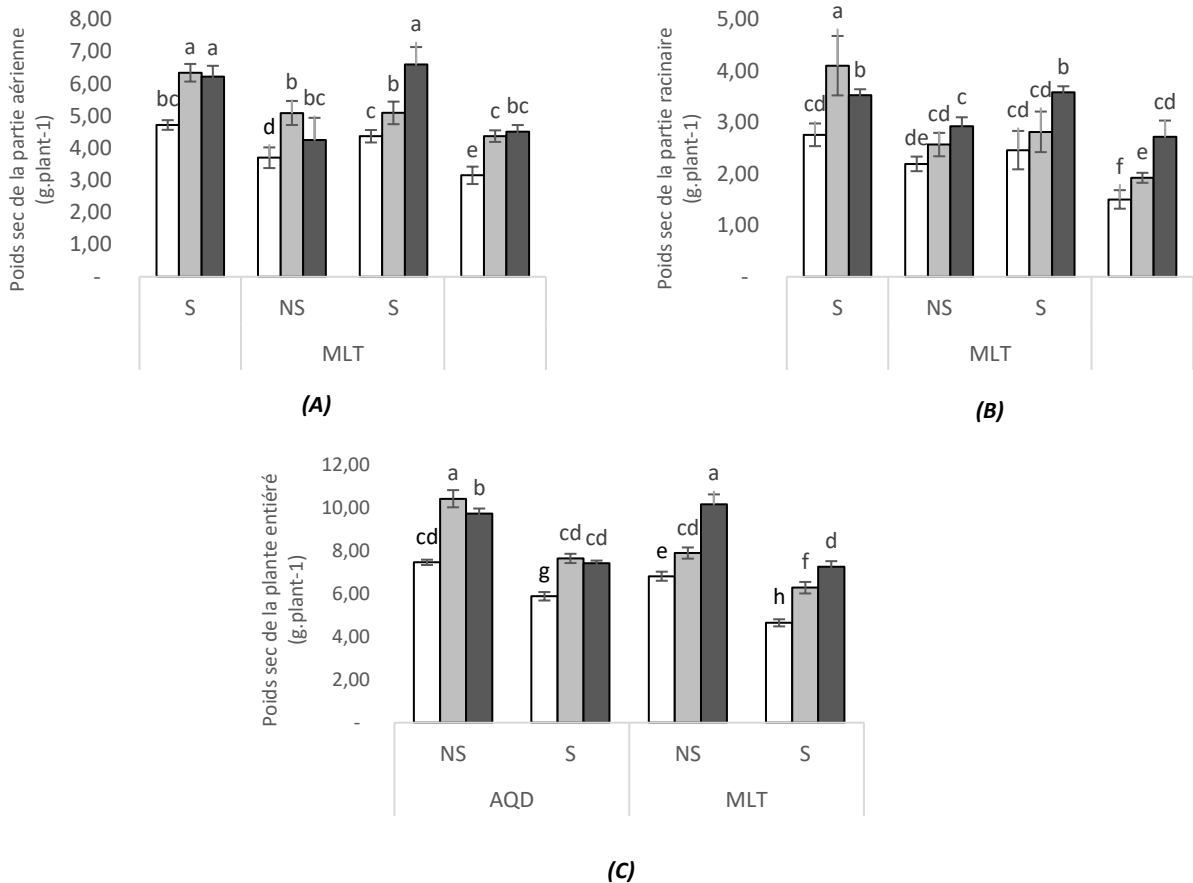 Poids sec de la partie aérienne
(g.plant-1)
8,00
7,00
6,00
5,00
4,00
3,00
2,00
1,00
-
bc
a
a
d
b
bc
c
b
a
e
c
bc
S
NS
S
MLT
(A)
Poids sec de la partie racinaire
(g.plant-1)
5,00
4,00
3,00
2,00
1,00
-
cd
a
b
de
cd
c
cd
cd
b
f
e
cd
S
NS
S
MLT
(B)
Poids sec de la plante entiéré
(g.plant-1)
12,00
10,00
8,00
6,00
4,00
2,00
-
cd
a
b
g
cd
cd
e
cd
a
h
f
d
NS
S
NS
S
AQD
MLT
(C)